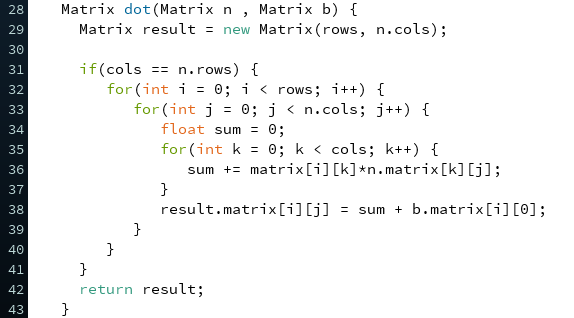 28 Matrix dot(Matrix n , Matrix b) {
29 Matrix result = new Matrix(rows, n.cols);
30
31 if(cols == n.rows) {
32 for(int i = 0; i < rows; i++) {
33 for(int j = 0; j < n.cols; j++) {
34 float sum = 0;
35 for(int k = 0; k < cols; k++) {
36 sum += matrix[i][k]*n.matrix[k][j];
37 }
38 result.matrix[i][j] = sum + b.matrix[i][0];
39 }
40 }
41 }
42 return result;
43 }